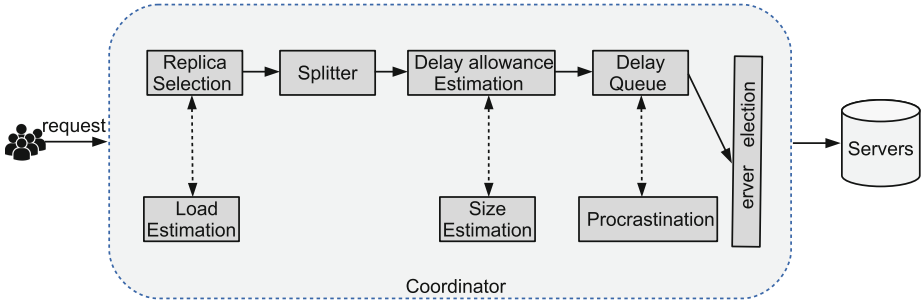 request
Replica
Selection
Splitter
Delay allowance
Estimation
Delay
Queue
erver election
Servers
Load
Estimation
Size
Estimation
Procrastination
Coordinator